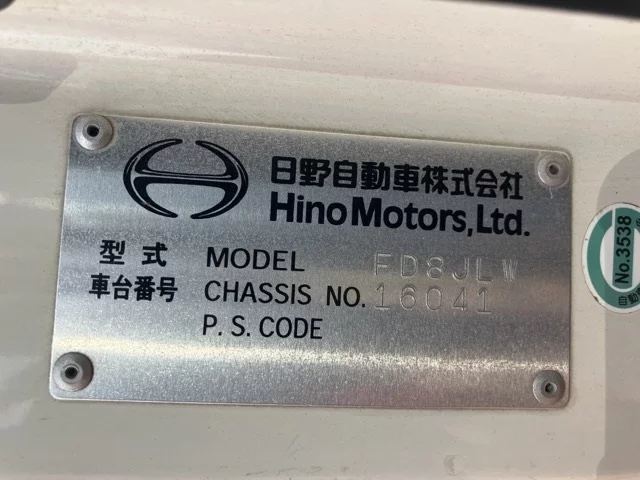 日野自動車株式会社
Hino Motors, Ltd.
型式 MODEL FD8JLW
車台番号 CHASSIS NO. 16041
P. S. CODE
No.3538